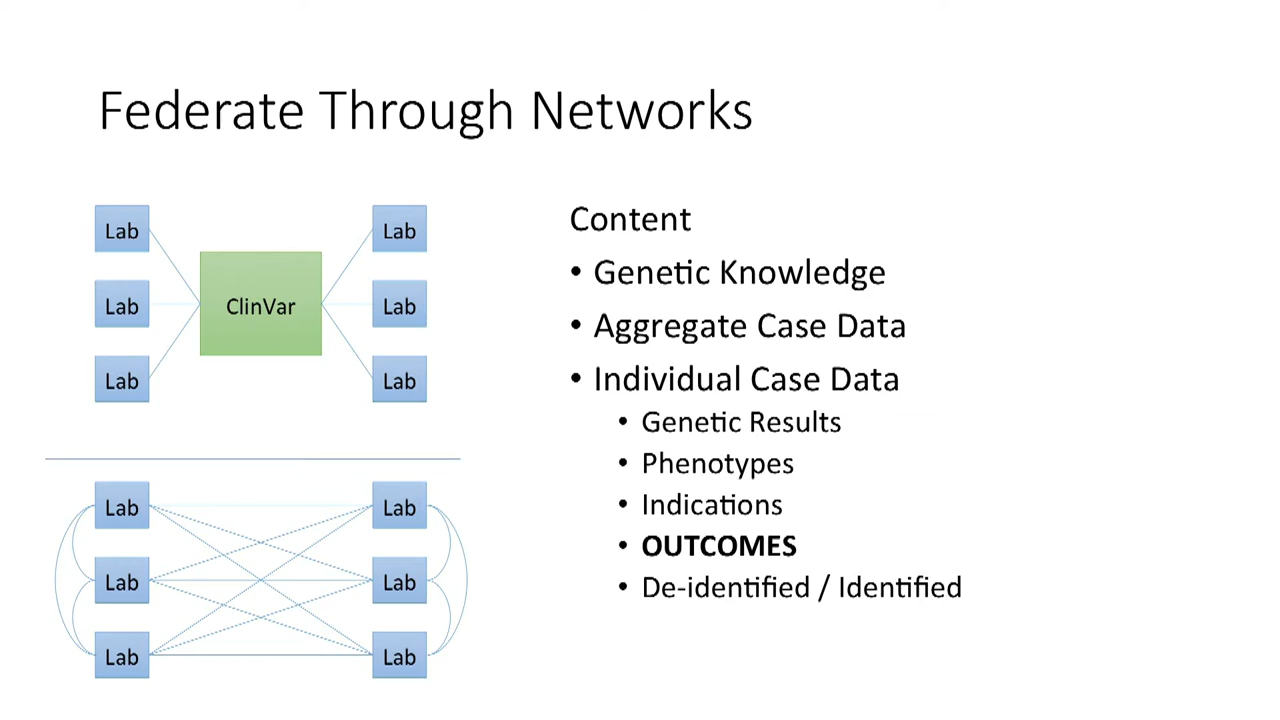 Federate Through Networks
Lab
Lab
Lab
ClinVar
Lab
Lab
Lab
Lab
Lab
Lab
Lab
Lab
Lab
Content
• Genetic Knowledge
• Aggregate Case Data
• Individual Case Data
• Genetic Results
• Phenotypes
• Indications
• OUTCOMES
• De-identified / Identified